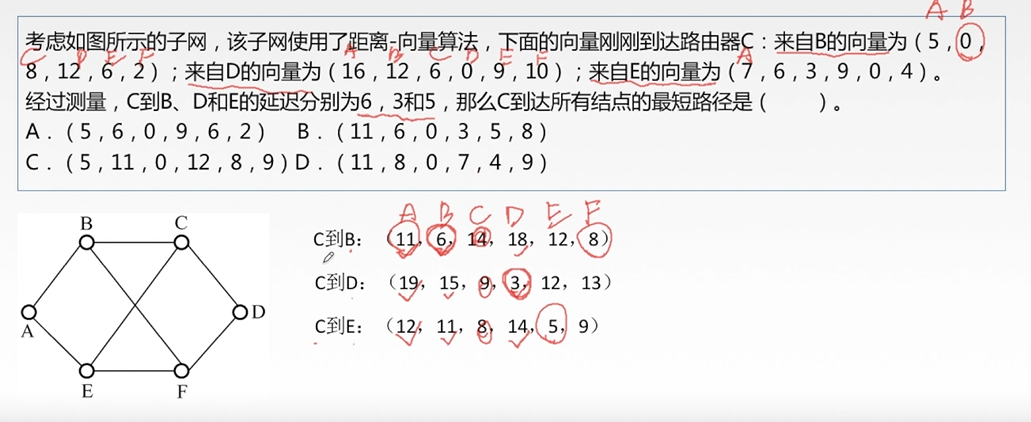 A B
考虑如图所示的子网，该子网使用了距离-向量算法，下面的向量刚刚到达路由器C：来自B的向量为（5，0，
C D E F A B C D E F A
8，12，6，2）；来自D的向量为（16，12，6，0，9，10）；来自E的向量为（7，6，3，9，0，4）。
经过测量，C到B、D和E的延迟分别为6，3和5，那么C到达所有结点的最短路径是（ ）。
A．（5，6，0，9，6，2） B．（11，6，0，3，5，8）
C．（5，11，0，12，8，9）D．（11，8，0，7，4，9）
A B C D E F
C到B：（11，6，14，18，12，8）
C到D：（19，15，9，3，12，13）
C到E：（12，11，8，14，5，9）
B C
A D
E F